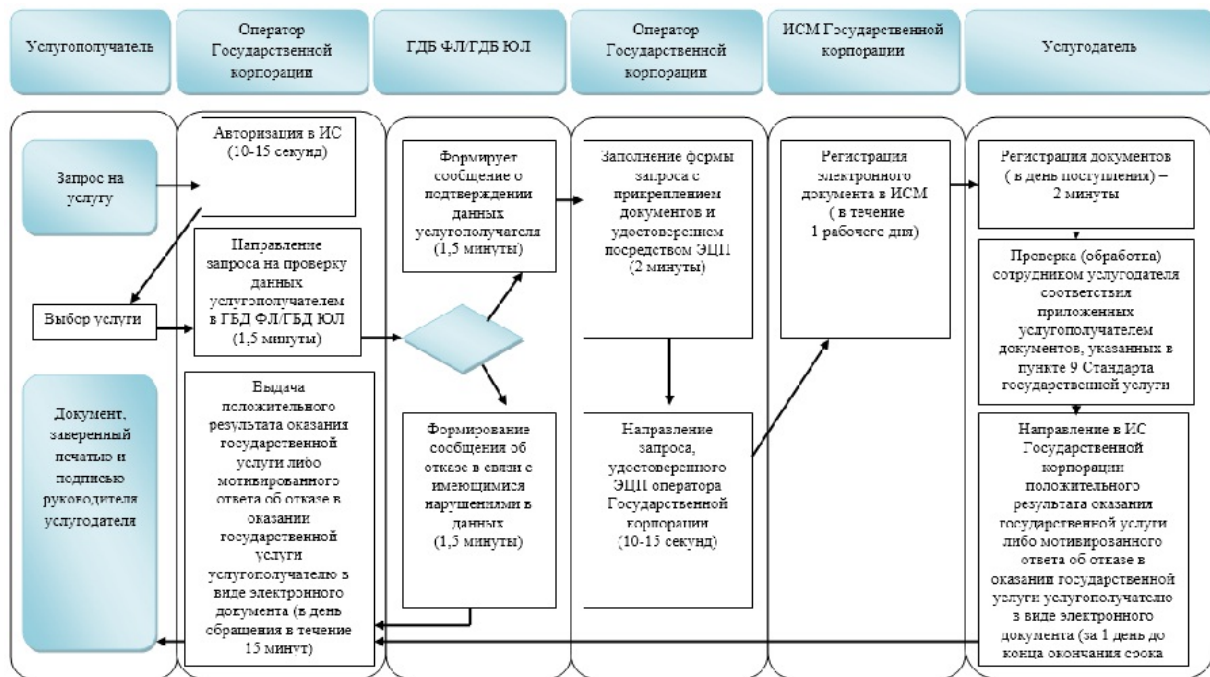 Услугополучатель
Оператор
Государственной
корпорации
ГДБ ФЛ/ГДБ ЮЛ
Оператор
Государственной
корпорации
ИСМ Государственной
корпорации
Услугодатель
Запрос на
услугу
Выбор услуги
Документ,
заверенный
печатью и
подписью
руководителя
услугодателя
Авторизация в ИС
(10-15 секунд)
Направление
запроса на проверку
данных
услугополучателем
в ГБД ФЛ/ГБД ЮЛ
(1,5 минуты)
Выдача
положительного
результата оказания
государственной
услуги либо
мотивированного
ответа об отказе в
оказании
государственной
услуги
услугополучателю в
виде электронного
документа (в день
обращения в течение
15 минут)
Формирует
сообщение о
подтверждении
данных
услугополучателя
(1,5 минуты)
Формирование
сообщения об
отказе в связи с
имеющимися
нарушениями в
данных
(1,5 минуты)
Заполнение формы
запроса с
прикреплением
документов и
удостоверением
посредством ЭЦП
(2 минуты)
Направление
запроса,
удостоверенного
ЭЦП оператора
Государственной
корпорации
(10-15 секунд)
Регистрация
электронного
документа в ИСМ
( в течение
1 рабочего дня)
Регистрация документов
( в день поступления) –
2 минуты
Проверка (обработка)
сотрудником услугодателя
соответствия
приложенных
услугополучателем
документов, указанных в
пункте 9 Стандарта
государственной услуги
Направление в ИС
Государственной
корпорации
положительного
результата оказания
государственной услуги
либо мотивированного
ответа об отказе в
оказании государственной
услуги услугополучателю
в виде электронного
документа (за 1 день до
конца окончания срока